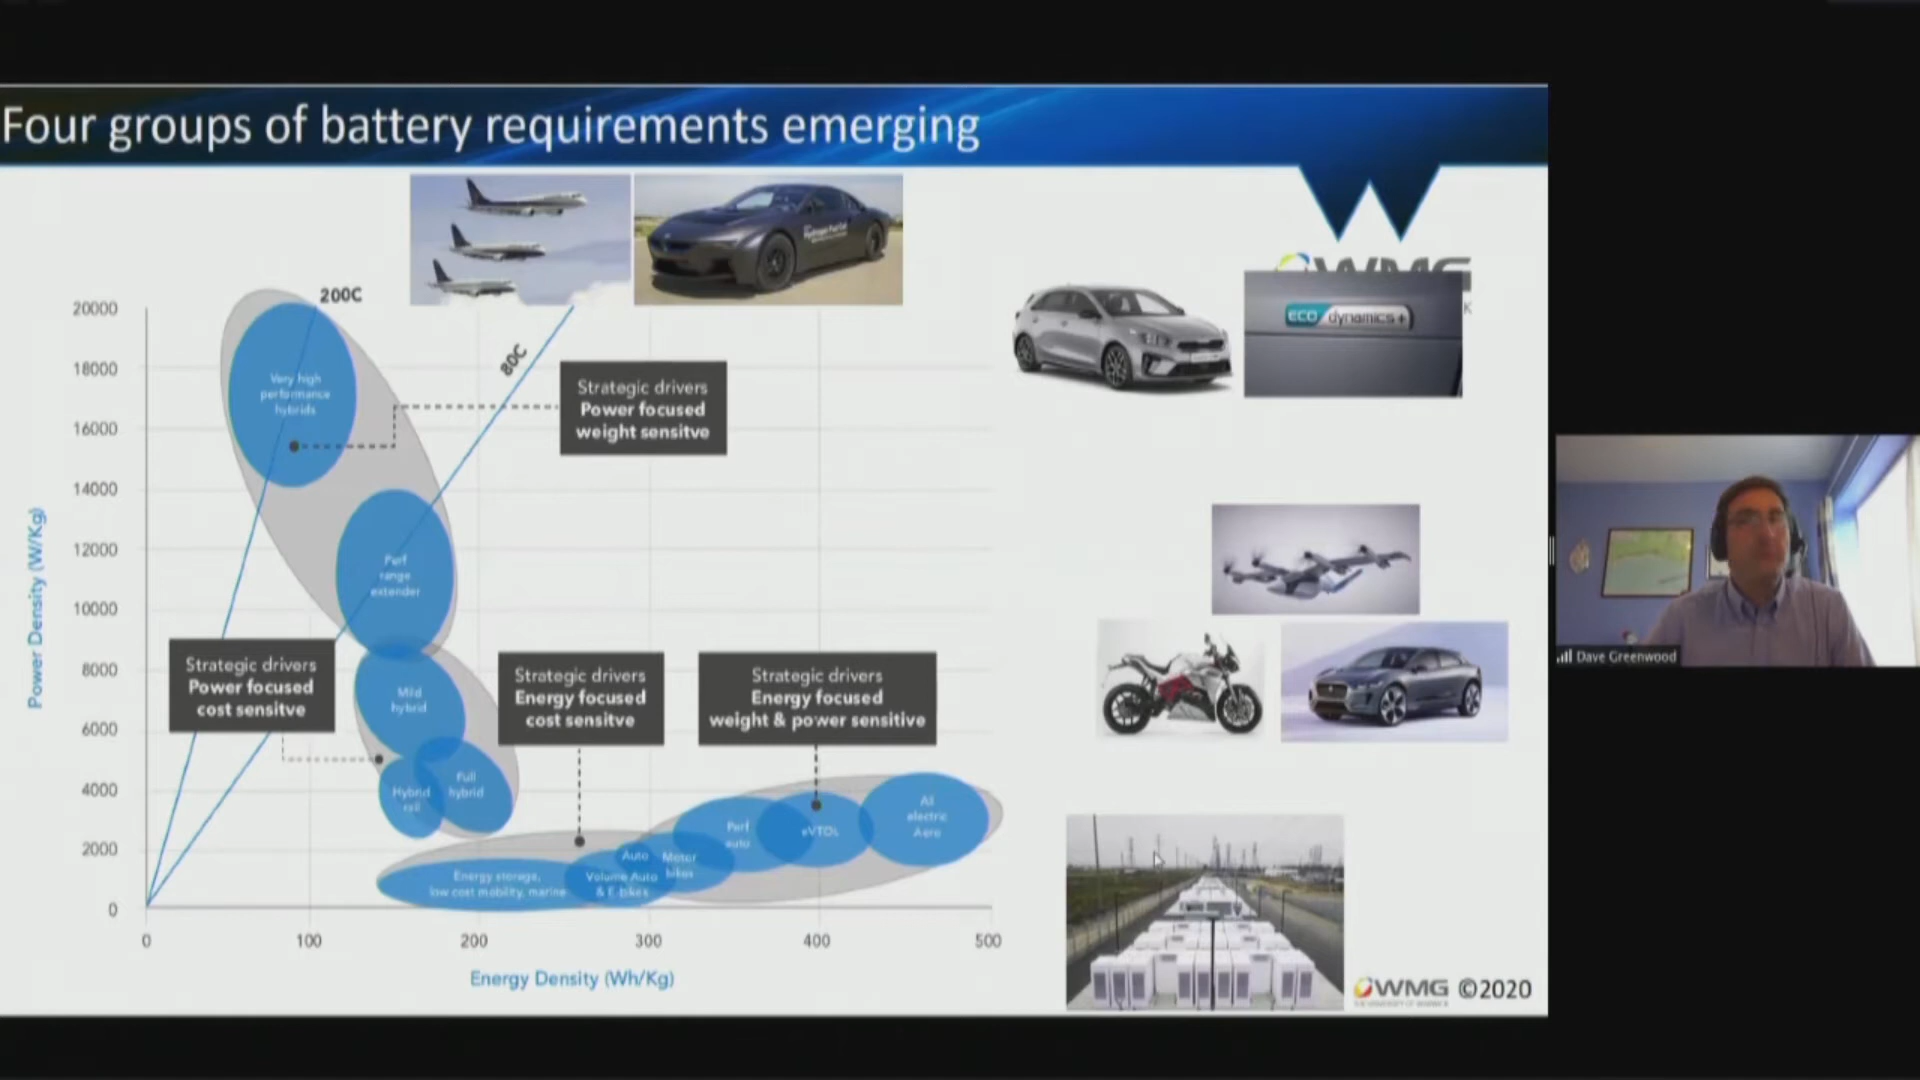 Four groups of battery requirements emerging
WMG
K
ECO dynamics +
Hydrogen Fuel Cell
200C
80C
20000
18000
16000
14000
12000
10000
8000
6000
4000
2000
0
Power Density (W/Kg)
Very high
performance
hybrids
Strategic drivers
Power focused
weight sensitve
Perf
range
extender
Strategic drivers
Power focused
cost sensitve
Mild
hybrid
Hybrid
rail
Full
hybrid
Strategic drivers
Energy focused
cost sensitve
Strategic drivers
Energy focused
weight & power sensitive
Energy storage,
low cost mobility, marine
Volume Auto
& E-bikes
Auto
Motor
bikes
Perf
auto
eVTOL
All
electric
Aero
0
100
200
300
400
500
Energy Density (Wh/Kg)
WMG ©2020
Dave Greenwood